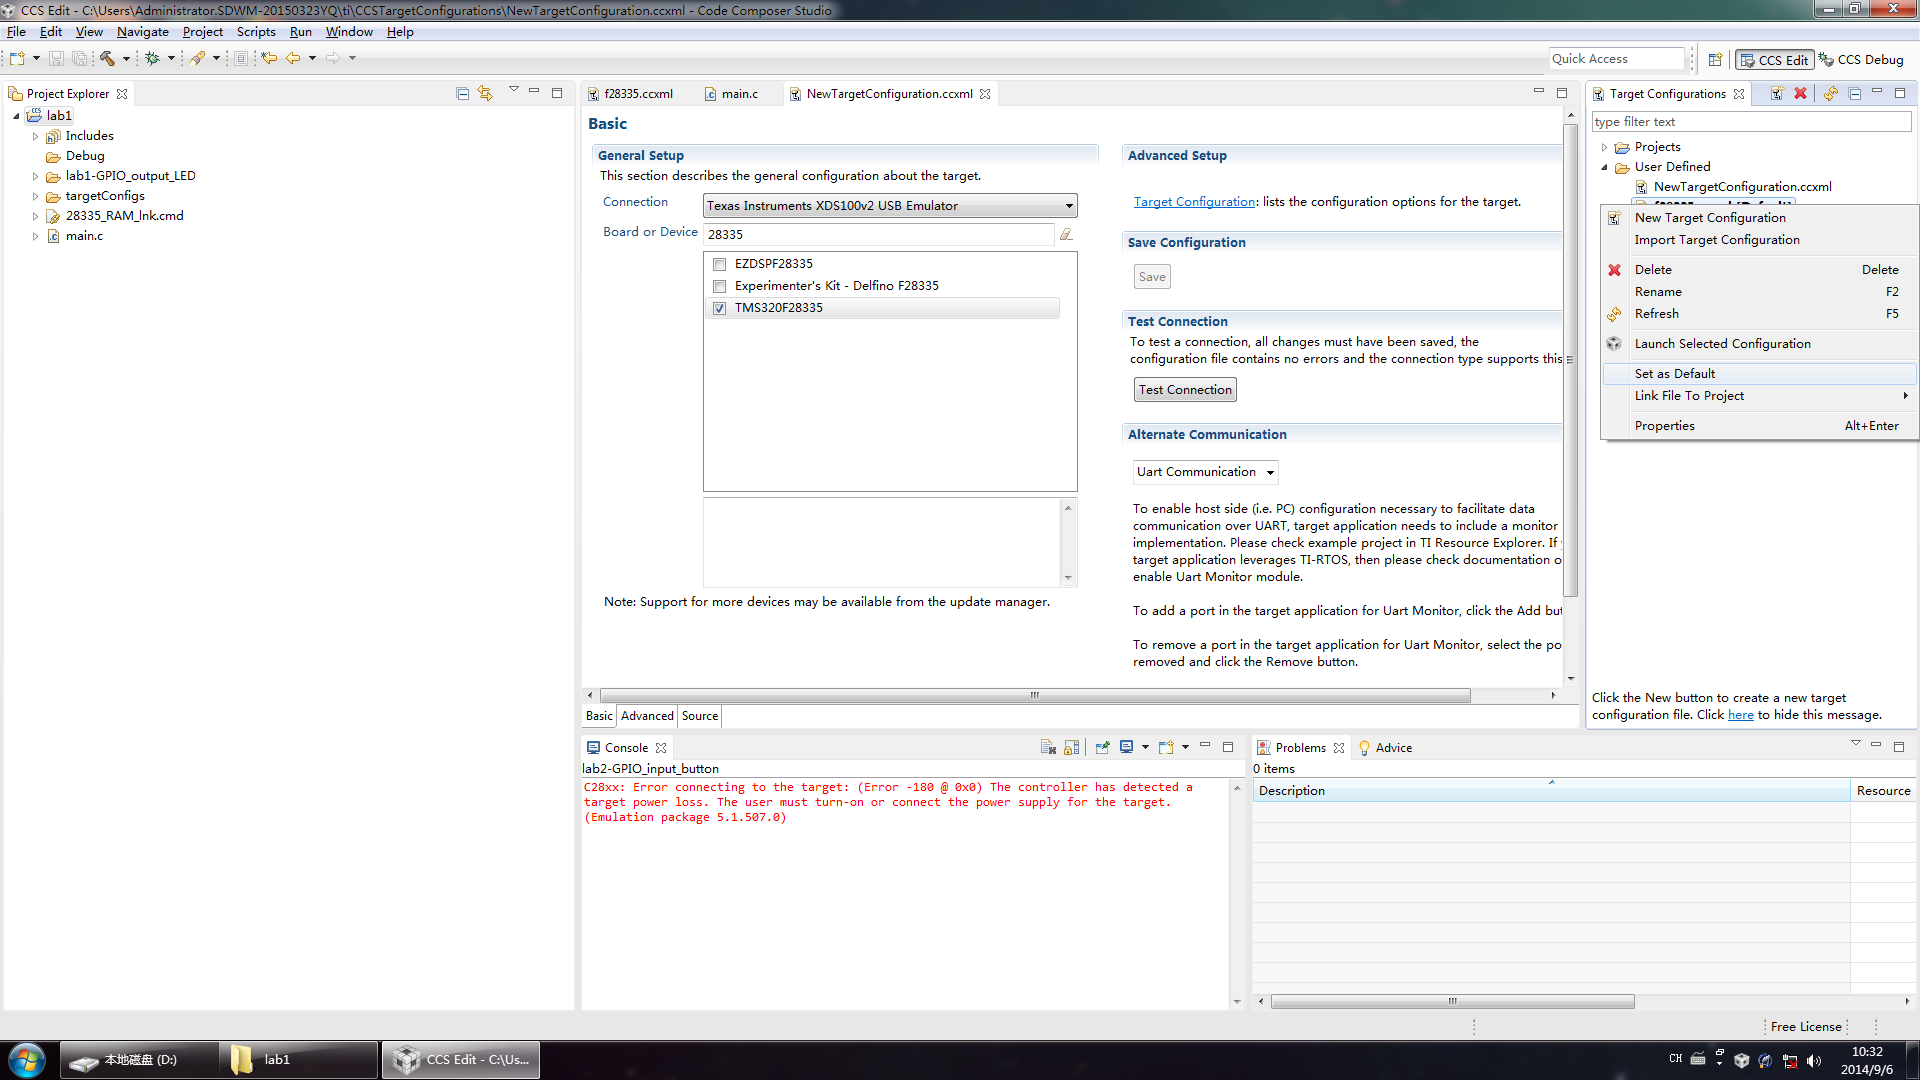 CCS Edit - C:\Users\Administrator.SDWM-20150323YQ\ti\CCSTargetConfigurations\NewTargetConfiguration.ccxml - Code Composer Studio
File Edit View Navigate Project Scripts Run Window Help
Quick Access
CCS Edit
CCS Debug
Project Explorer
lab1
Includes
Debug
lab1-GPIO_output_LED
targetConfigs
28335_RAM_lnk.cmd
main.c
f28335.ccxml
main.c
NewTargetConfiguration.ccxml
Basic
General Setup
This section describes the general configuration about the target.
Connection
Texas Instruments XDS100v2 USB Emulator
Board or Device
28335
EZDSPF28335
Experimenter's Kit - Delfino F28335
TMS320F28335
Note: Support for more devices may be available from the update manager.
Advanced Setup
Target Configuration: lists the configuration options for the target.
Save Configuration
Save
Test Connection
To test a connection, all changes must have been saved, the
configuration file contains no errors and the connection type supports this
Test Connection
Alternate Communication
Uart Communication
To enable host side (i.e. PC) configuration necessary to facilitate data
communication over UART, target application needs to include a monitor
implementation. Please check example project in TI Resource Explorer. If
target application leverages TI-RTOS, then please check documentation o
enable Uart Monitor module.
To add a port in the target application for Uart Monitor, click the Add but
To remove a port in the target application for Uart Monitor, select the po
removed and click the Remove button.
Basic
Advanced
Source
Target Configurations
type filter text
Projects
User Defined
NewTargetConfiguration.ccxml
New Target Configuration
Import Target Configuration
Delete Delete
Rename F2
Refresh F5
Launch Selected Configuration
Set as Default
Link File To Project
Properties Alt+Enter
Click the New button to create a new target
configuration file. Click here to hide this message.
Console
lab2-GPIO_input_button
C28xx: Error connecting to the target: (Error -180 @ 0x0) The controller has detected a
target power loss. The user must turn-on or connect the power supply for the target.
(Emulation package 5.1.507.0)
Problems
Advice
0 items
Description
Resource
Free License
本地磁盘 (D:)
lab1
CCS Edit - C:\Us...
CH
10:32
2014/9/6